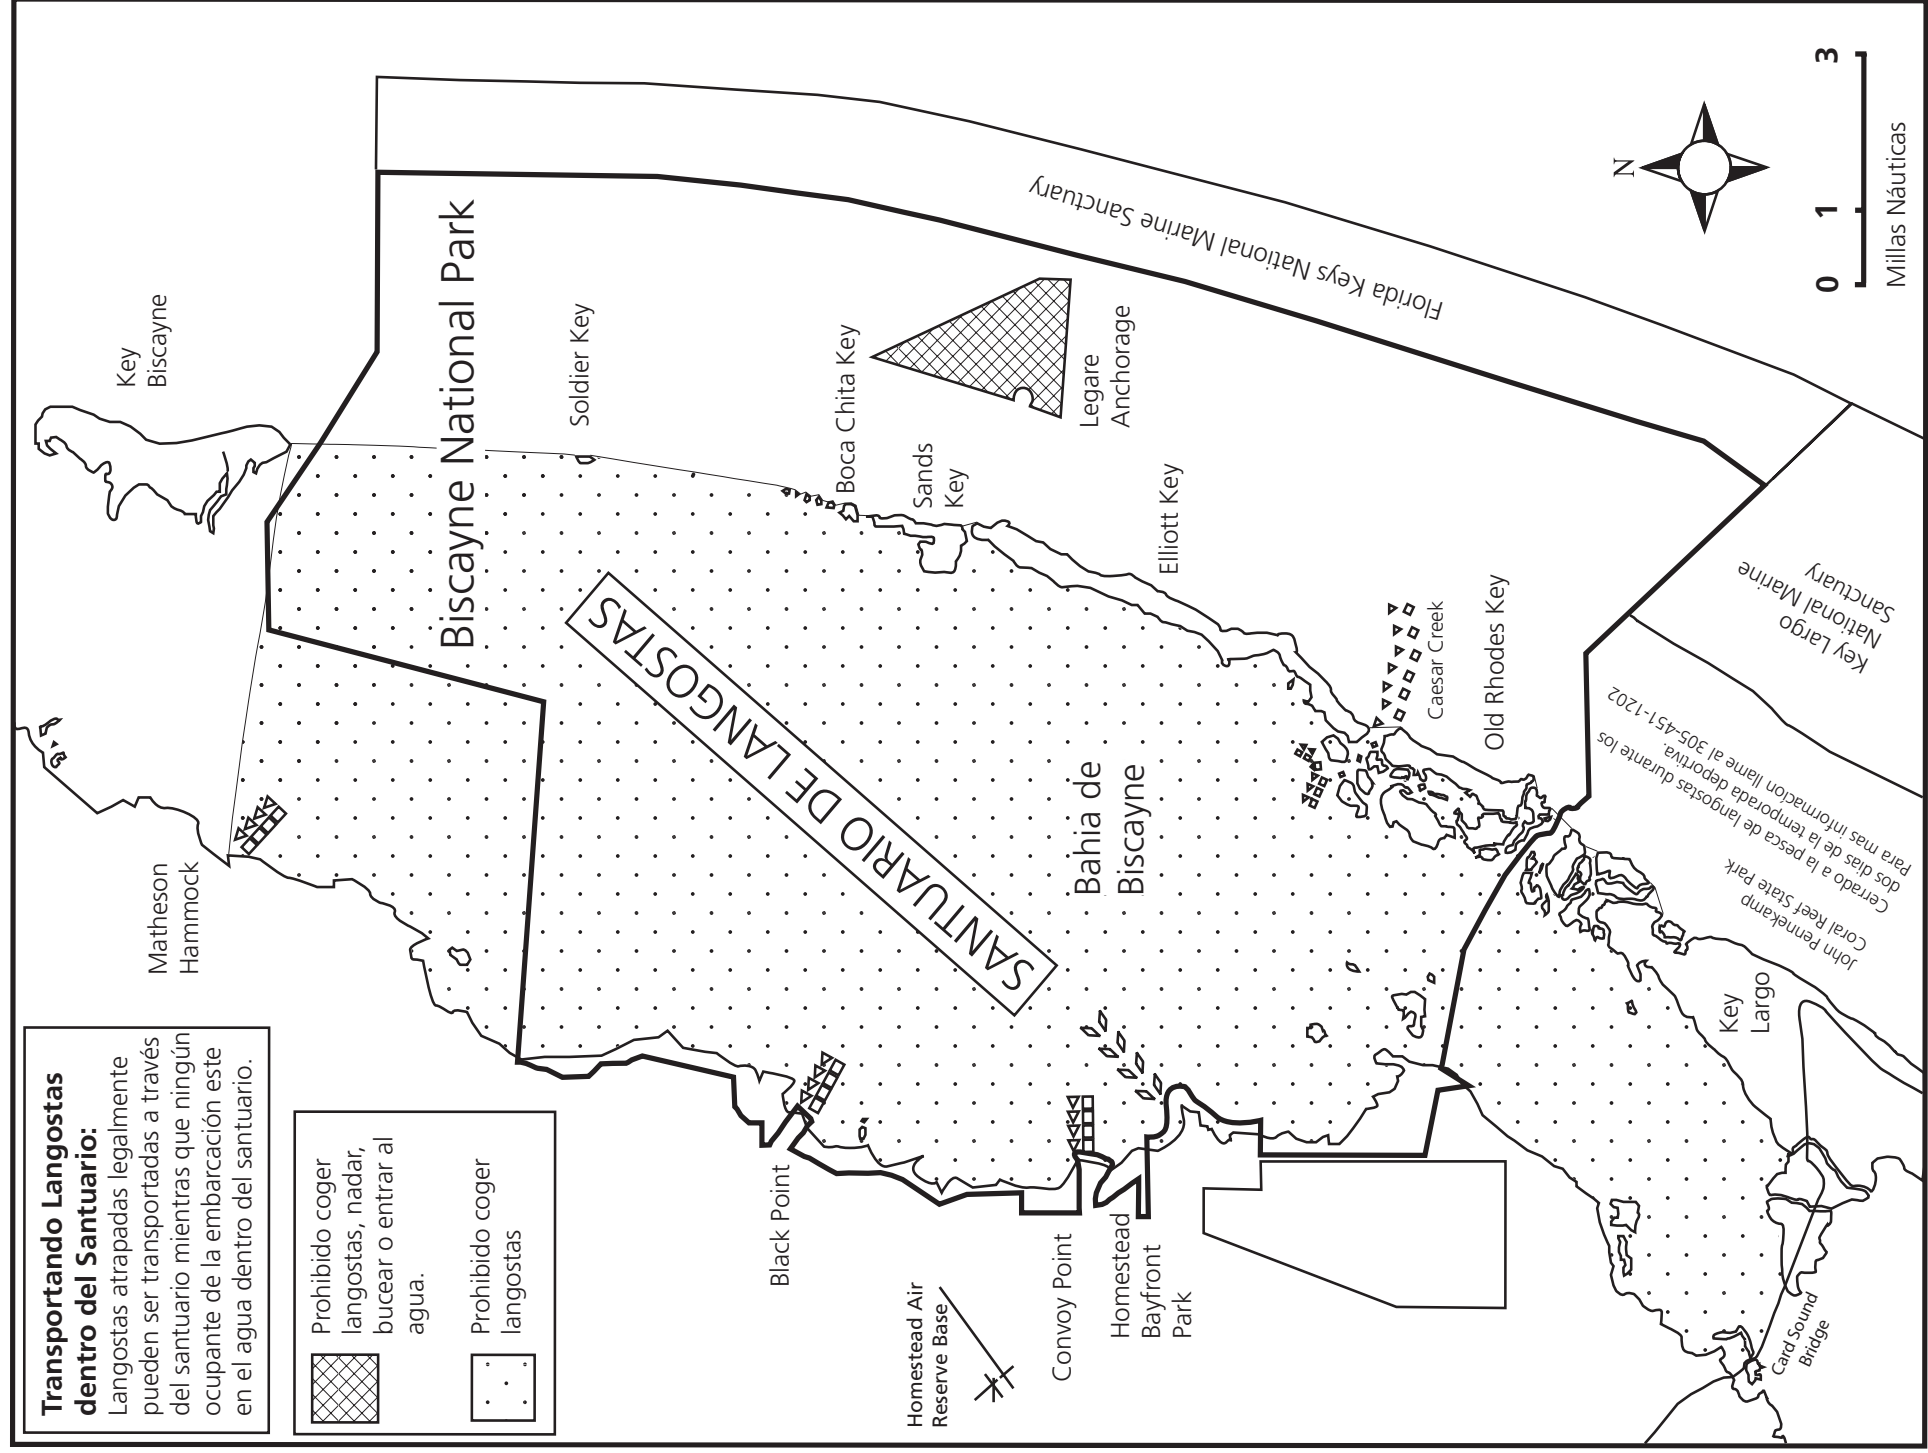 Transportando Langostas
dentro del Santuario:
Langostas atrapadas legalmente
pueden ser transportadas a través
del santuario mientras que ningún
ocupante de la embarcación este
en el agua dentro del santuario.
Prohibido coger
langostas, nadar,
bucear o entrar al
agua.
Prohibido coger
langostas
Key
Biscayne
Matheson
Hammock
Biscayne National Park
Soldier Key
Boca Chita Key
Sands
Key
Legare
Anchorage
Elliott Key
Caesar Creek
Old Rhodes Key
SANTUARIO DE LANGOSTAS
Bahia de
Biscayne
Black Point
Homestead Air
Reserve Base
Convoy Point
Homestead
Bayfront
Park
Florida Keys National Marine Sanctuary
Key Largo
National Marine
Sanctuary
John Pennekamp
Coral Reef State Park
Cerrado a la pesca de langostas durante los
dos dias de la temporada deportiva.
Para mas informacíon llame al 305-451-1202
Key
Largo
Card Sound
Bridge
N
0 1 3
Millas Náuticas